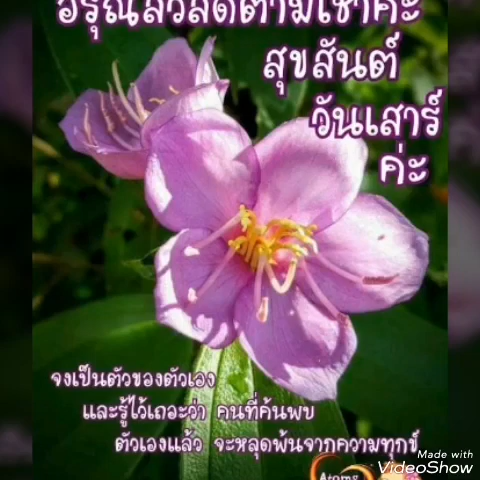 อรุณสวัสดิ์ยามเช้าค่ะ
สุขสันต์
วันเสาร์
ค่ะ
จงเป็นตัวของตัวเอง
และรู้ไว้เถอะว่า คนที่ค้นพบ
ตัวเองแล้ว จะหลุดพ้นจากความทุกข์
Made with
VideoShow